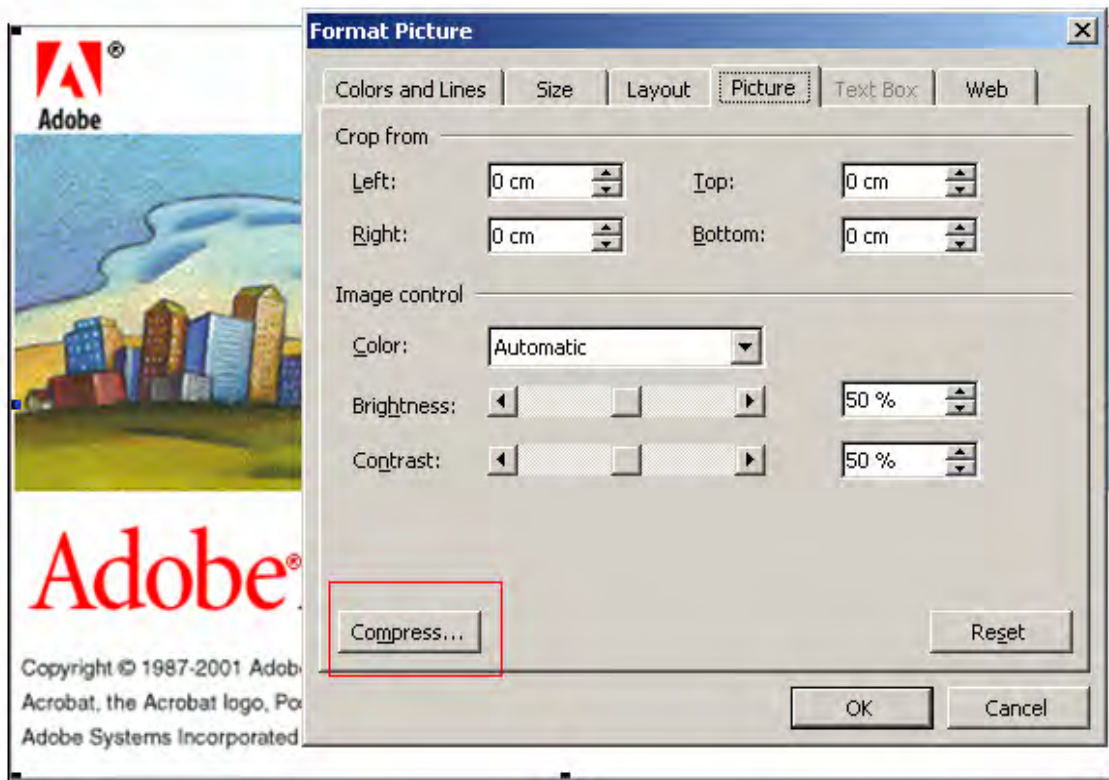 Adobe
®
Format Picture
Colors and Lines
Size
Layout
Picture
Text Box
Web
Crop from
Left:
0 cm
Top:
0 cm
Right:
0 cm
Bottom:
0 cm
Image control
Color:
Automatic
Brightness:
50 %
Contrast:
50 %
Compress...
Reset
OK
Cancel
Adobe®
Copyright © 1987-2001 Adob
Acrobat, the Acrobat logo, Po
Adobe Systems Incorporated